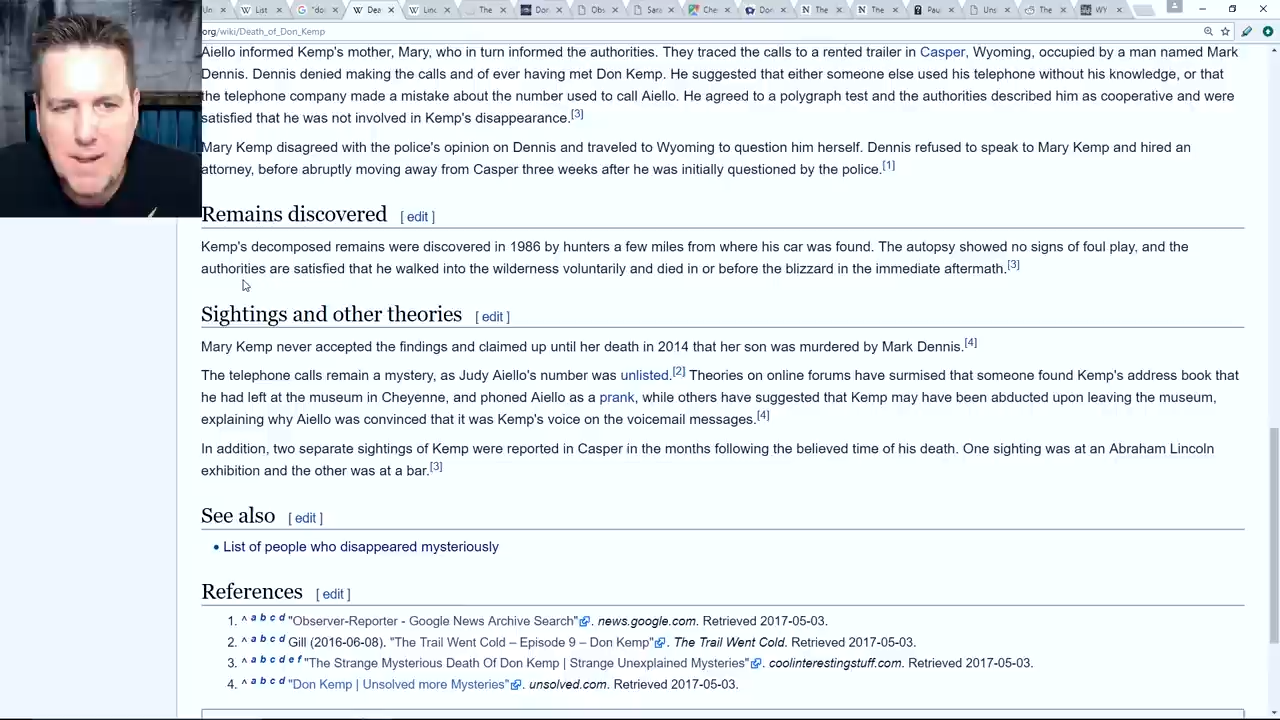 List
"do
Dea
Linc
The
Don
Obs
Sara
Che
Don
The
The
Pau
Uns
The
WY
org/wiki/Death_of_Don_Kemp
Aiello informed Kemp's mother, Mary, who in turn informed the authorities. They traced the calls to a rented trailer in Casper, Wyoming, occupied by a man named Mark
Dennis. Dennis denied making the calls and of ever having met Don Kemp. He suggested that either someone else used his telephone without his knowledge, or that
the telephone company made a mistake about the number used to call Aiello. He agreed to a polygraph test and the authorities described him as cooperative and were
satisfied that he was not involved in Kemp's disappearance.[3]
Mary Kemp disagreed with the police's opinion on Dennis and traveled to Wyoming to question him herself. Dennis refused to speak to Mary Kemp and hired an
attorney, before abruptly moving away from Casper three weeks after he was initially questioned by the police.[1]
Remains discovered [ edit ]
Kemp's decomposed remains were discovered in 1986 by hunters a few miles from where his car was found. The autopsy showed no signs of foul play, and the
authorities are satisfied that he walked into the wilderness voluntarily and died in or before the blizzard in the immediate aftermath.[3]
Sightings and other theories [ edit ]
Mary Kemp never accepted the findings and claimed up until her death in 2014 that her son was murdered by Mark Dennis.[4]
The telephone calls remain a mystery, as Judy Aiello's number was unlisted.[2] Theories on online forums have surmised that someone found Kemp's address book that
he had left at the museum in Cheyenne, and phoned Aiello as a prank, while others have suggested that Kemp may have been abducted upon leaving the museum,
explaining why Aiello was convinced that it was Kemp's voice on the voicemail messages.[4]
In addition, two separate sightings of Kemp were reported in Casper in the months following the believed time of his death. One sighting was at an Abraham Lincoln
exhibition and the other was at a bar.[3]
See also [ edit ]
• List of people who disappeared mysteriously
References [ edit ]
1. ^ a b c d "Observer-Reporter - Google News Archive Search". news.google.com. Retrieved 2017-05-03.
2. ^ a b c d Gill (2016-06-08). "The Trail Went Cold – Episode 9 – Don Kemp". The Trail Went Cold. Retrieved 2017-05-03.
3. ^ a b c d e f "The Strange Mysterious Death Of Don Kemp | Strange Unexplained Mysteries". coolinterestingstuff.com. Retrieved 2017-05-03.
4. ^ a b c d "Don Kemp | Unsolved more Mysteries". unsolved.com. Retrieved 2017-05-03.